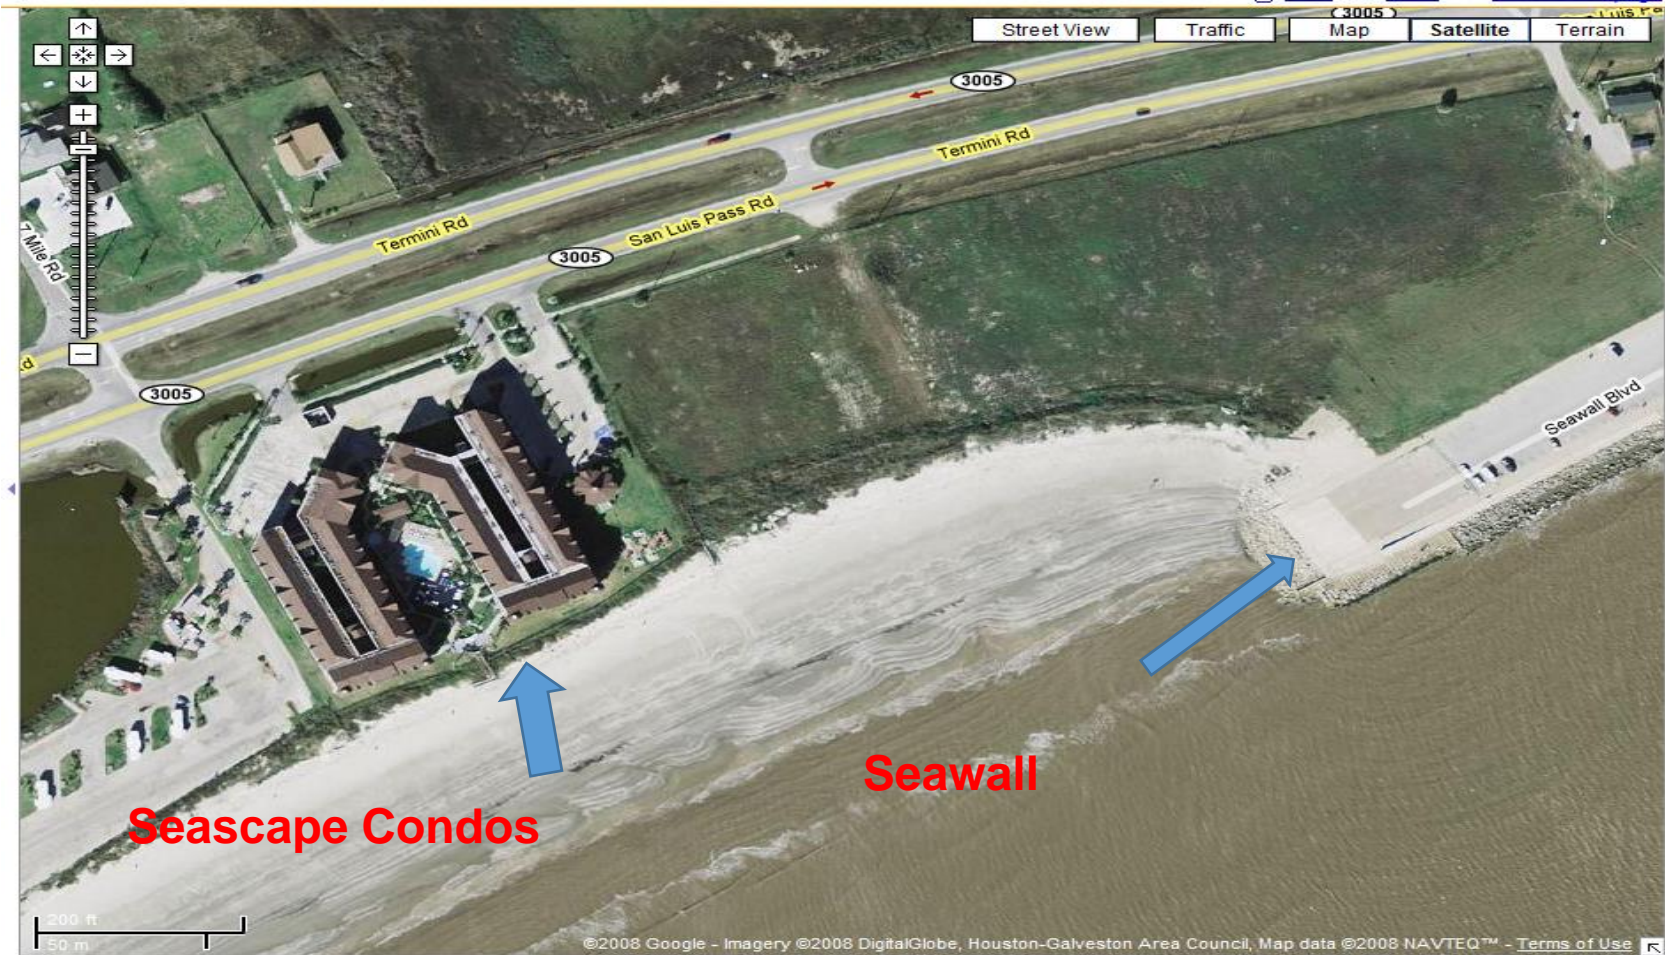 3005
Street View
Traffic
Map
Satellite
Terrain
3005
Termini Rd
Termini Rd
San Luis Pass Rd
3005
7 Mile Rd
3005
Seawall Blvd
Seawall
Seascape Condos
200 ft
50 m
©2008 Google - Imagery ©2008 DigitalGlobe, Houston-Galveston Area Council, Map data ©2008 NAVTEQ™ - Terms of Use